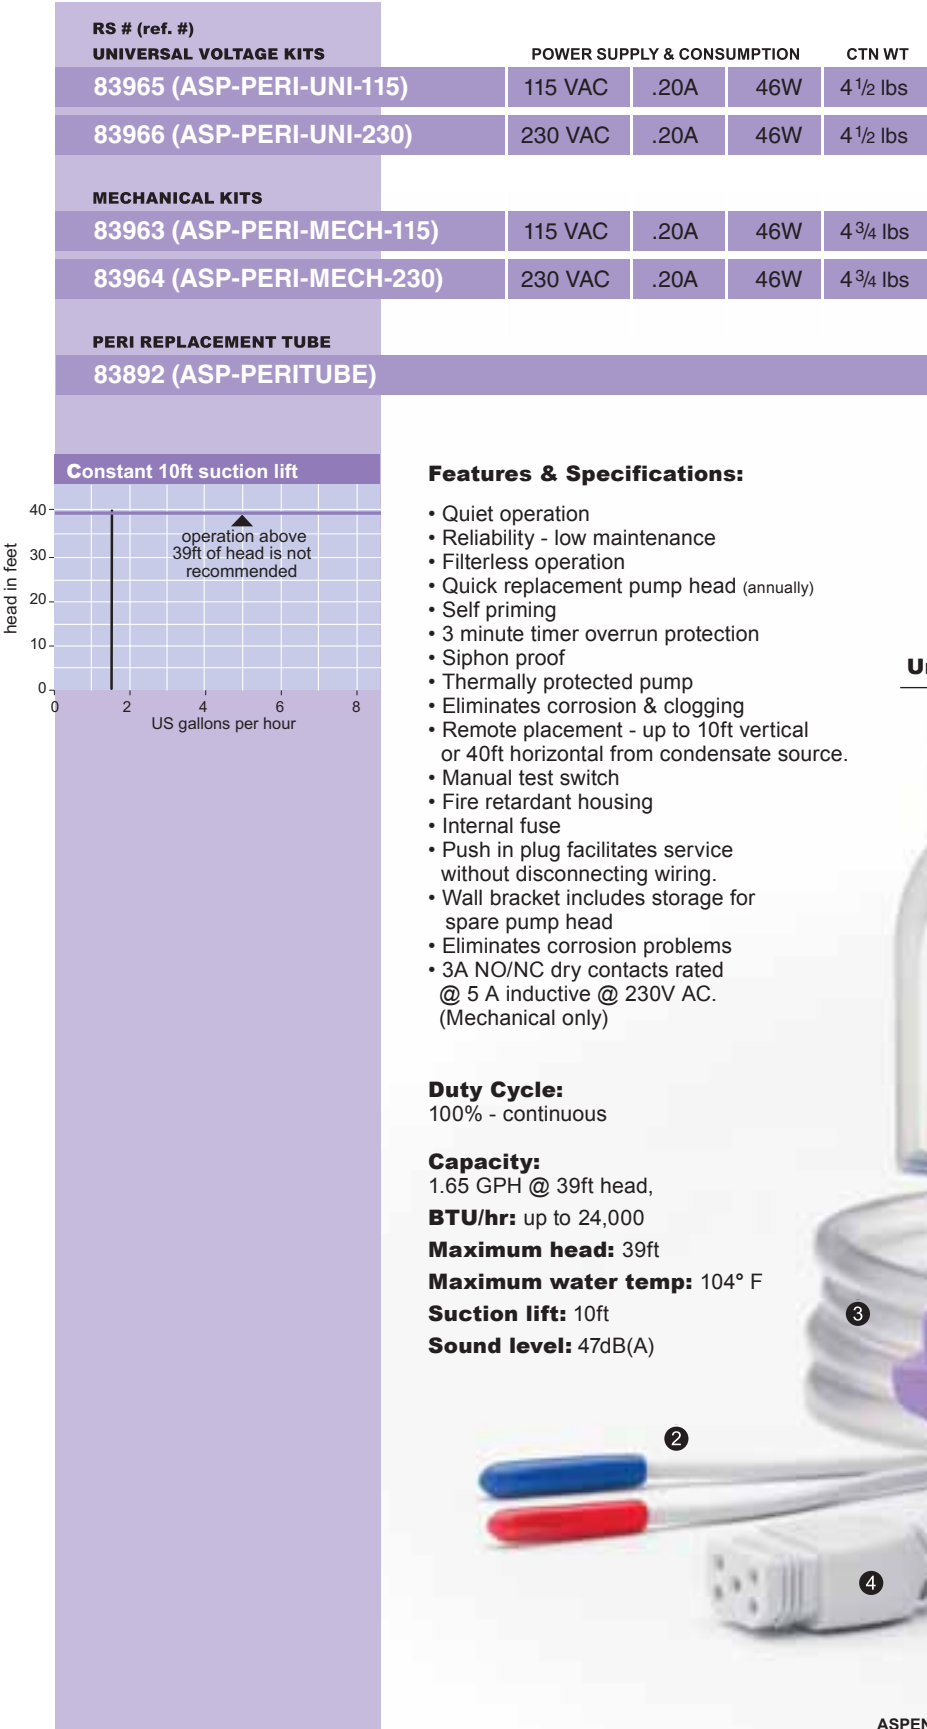 RS # (ref. #)
UNIVERSAL VOLTAGE KITS POWER SUPPLY & CONSUMPTION CTN WT
83965 (ASP-PERI-UNI-115) 115 VAC .20A 46W 4 1/2 lbs
83966 (ASP-PERI-UNI-230) 230 VAC .20A 46W 4 1/2 lbs
MECHANICAL KITS
83963 (ASP-PERI-MECH-115) 115 VAC .20A 46W 4 3/4 lbs
83964 (ASP-PERI-MECH-230) 230 VAC .20A 46W 4 3/4 lbs
PERI REPLACEMENT TUBE
83892 (ASP-PERITUBE)
Constant 10ft suction lift
head in feet
40
30
20
10
0
operation above
39ft of head is not
recommended
0 2 4 6 8
US gallons per hour
Features & Specifications:
• Quiet operation
• Reliability - low maintenance
• Filterless operation
• Quick replacement pump head (annually)
• Self priming
• 3 minute timer overrun protection
• Siphon proof
• Thermally protected pump
• Eliminates corrosion & clogging
• Remote placement - up to 10ft vertical
or 40ft horizontal from condensate source.
• Manual test switch
• Fire retardant housing
• Internal fuse
• Push in plug facilitates service
without disconnecting wiring.
• Wall bracket includes storage for
spare pump head
• Eliminates corrosion problems
• 3A NO/NC dry contacts rated
@ 5 A inductive @ 230V AC.
(Mechanical only)
Duty Cycle:
100% - continuous
Capacity:
1.65 GPH @ 39ft head,
BTU/hr: up to 24,000
Maximum head: 39ft
Maximum water temp: 104° F
Suction lift: 10ft
Sound level: 47dB(A)
3
2
4
ASPEN